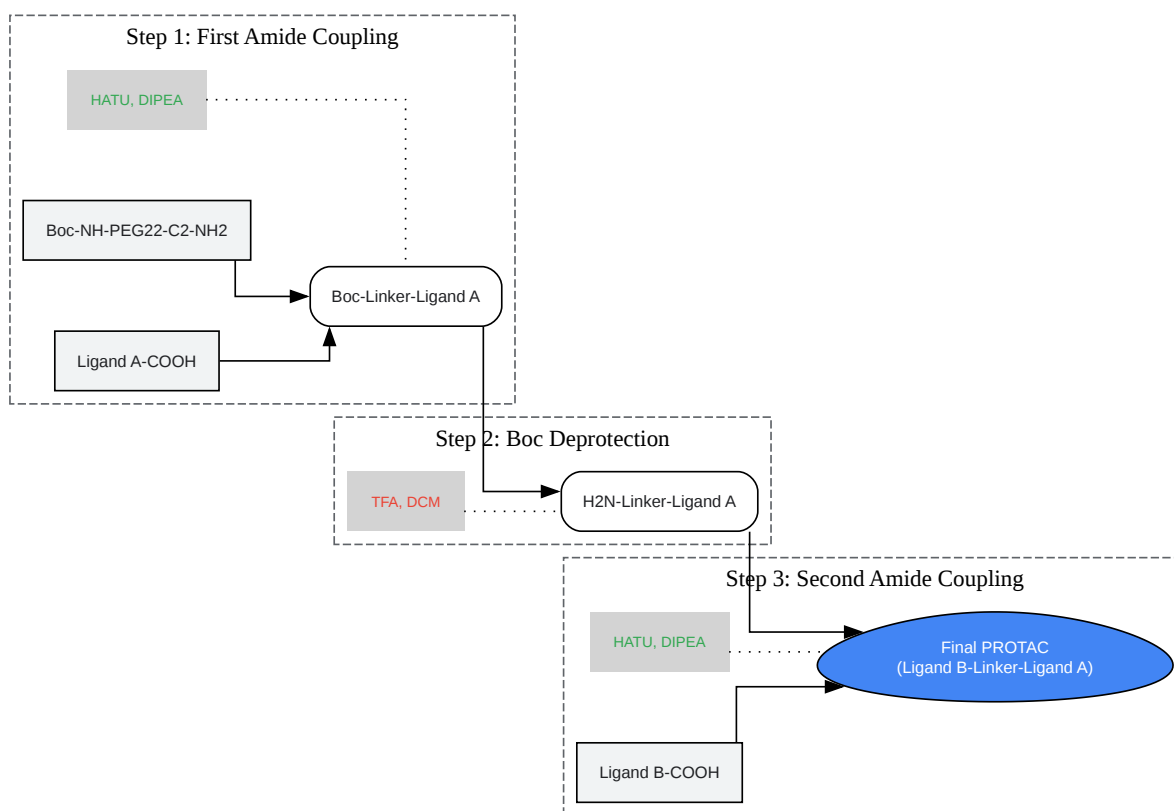 Step 1: First Amide Coupling
HATU, DIPEA
Boc-NH-PEG22-C2-NH2
Boc-Linker-Ligand A
Ligand A-COOH
Step 2: Boc Deprotection
TFA, DCM
H2N-Linker-Ligand A
Step 3: Second Amide Coupling
HATU, DIPEA
Final PROTAC
(Ligand B-Linker-Ligand A)
Ligand B-COOH